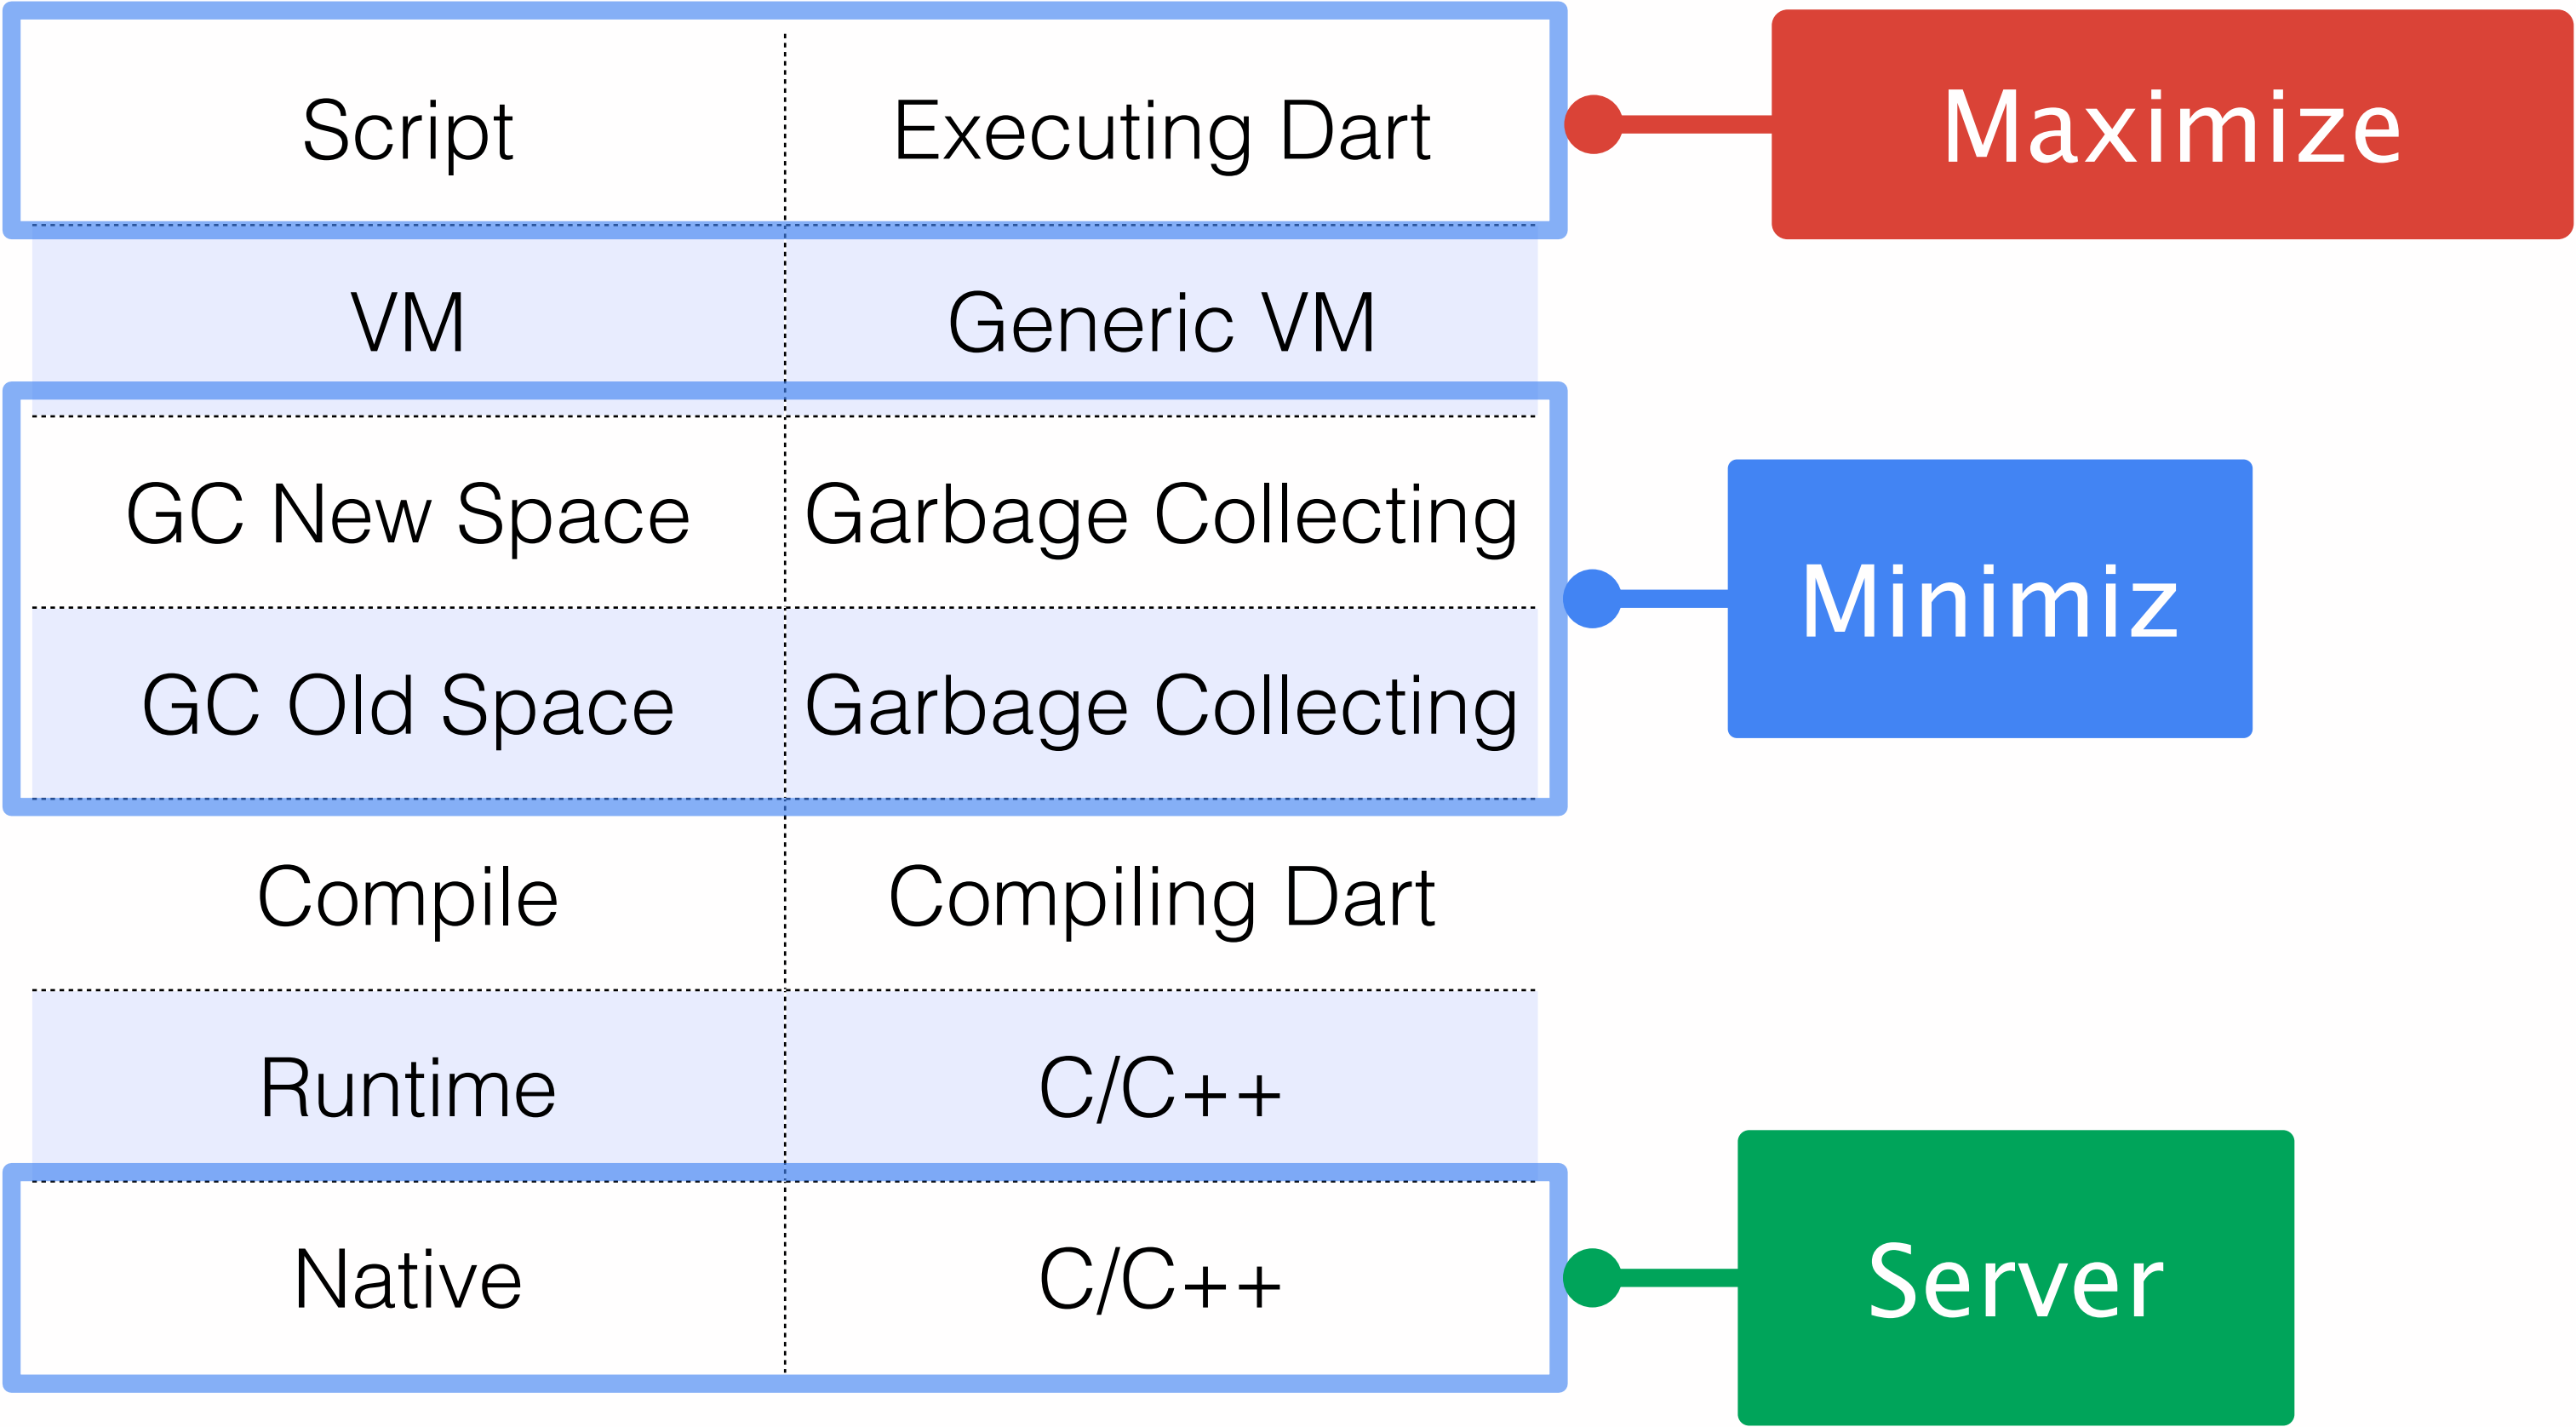 Script Executing Dart Maximize
VM Generic VM
GC New Space Garbage Collecting
Minimiz
GC Old Space Garbage Collecting
Compile Compiling Dart
Runtime C/C++
Native C/C++ Server